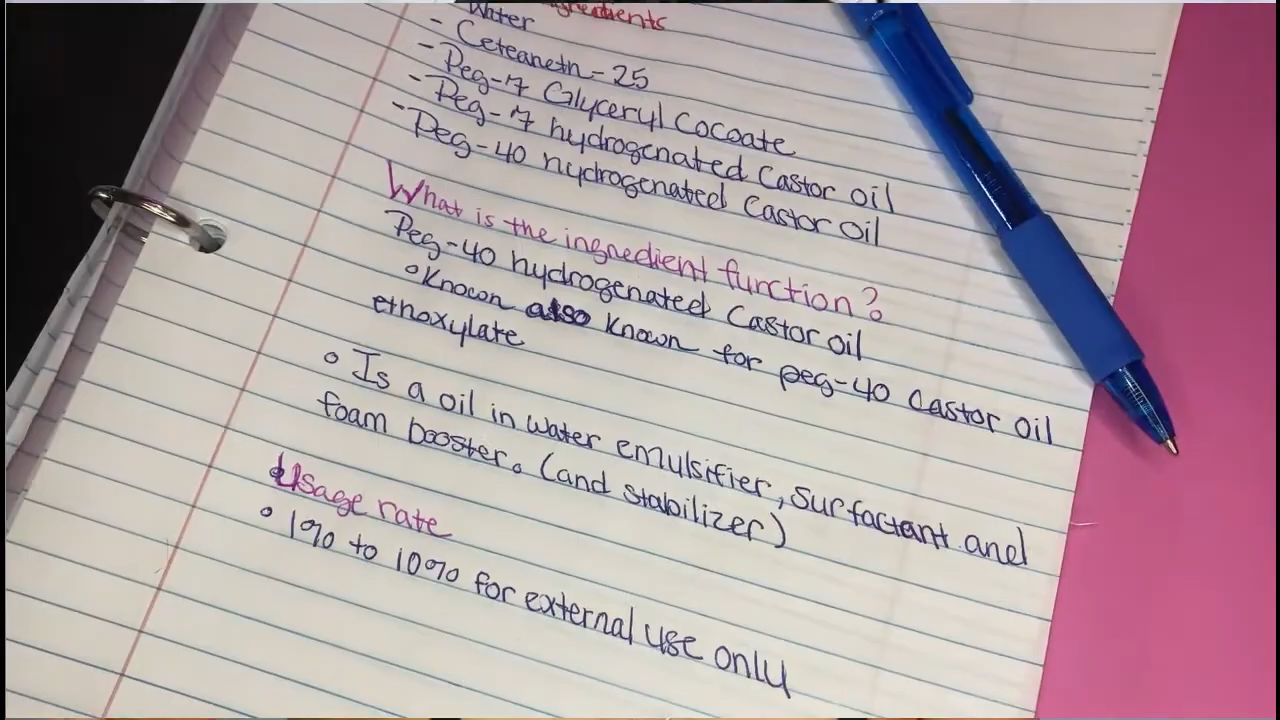 ingredients
- Water
- Ceteaneth-25
- Peg-7 Glyceryl Cocoate
- Peg-7 hydrogenated Castor oil
- Peg-40 hydrogenated Castor Oil
What is the ingredient function?
Peg-40 hydrogenated Castor oil
° Known also known for peg-40 Castor oil
ethoxylate
° Is a oil in water emulsifier, surfactant and
foam booster. (and stabilizer)
Usage rate
° 1% to 10% for external use only